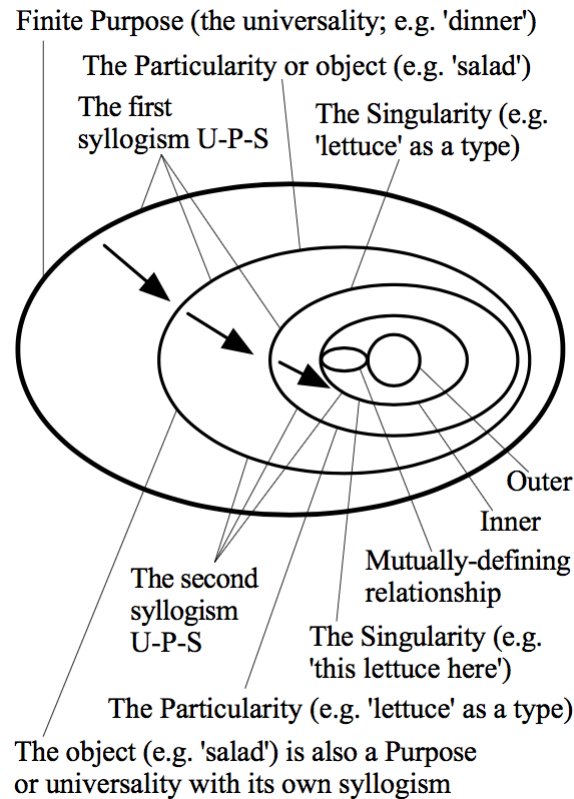 Finite Purpose (the universality; e.g. 'dinner')
The Particularity or object (e.g. 'salad')
The first
syllogism U-P-S
The Singularity (e.g.
'lettuce' as a type)
Outer
Inner
Mutually-defining
relationship
The second
syllogism
U-P-S
The Singularity (e.g.
'this lettuce here')
The Particularity (e.g. 'lettuce' as a type)
The object (e.g. 'salad') is also a Purpose
or universality with its own syllogism